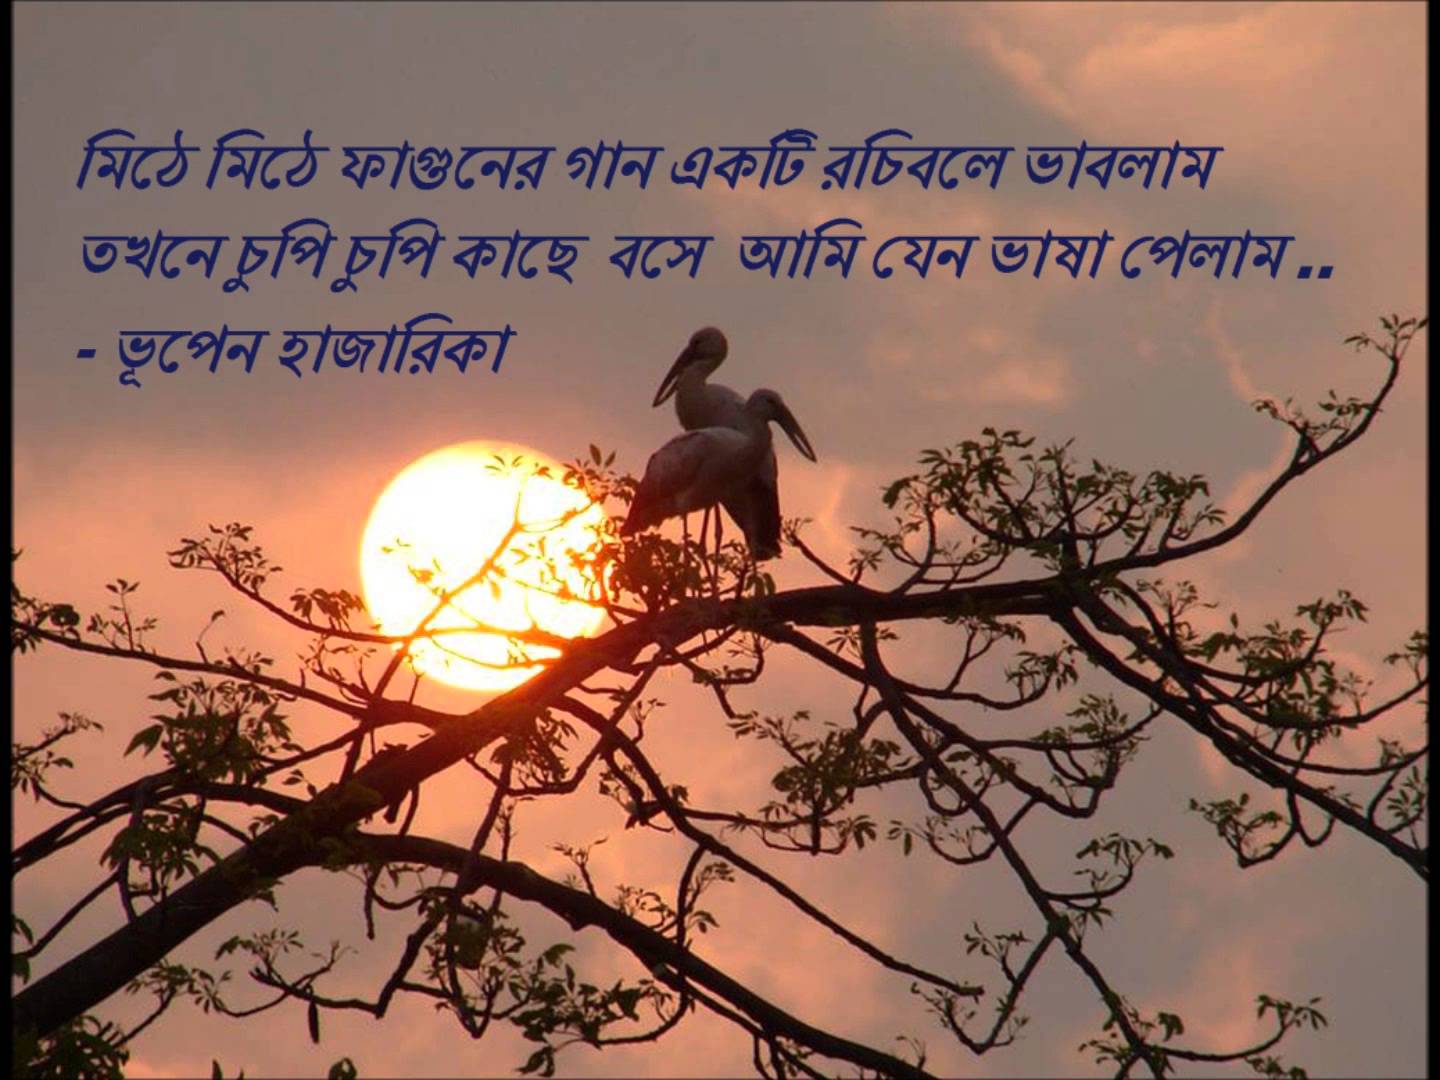 মিঠে মিঠে ফাগুনের গান একটি রচিবলে ভাবলাম
তখনে চুপি চুপি কাছে বসে আমি যেন ভাষা পেলাম ..
- ভূপেন হাজারিকা